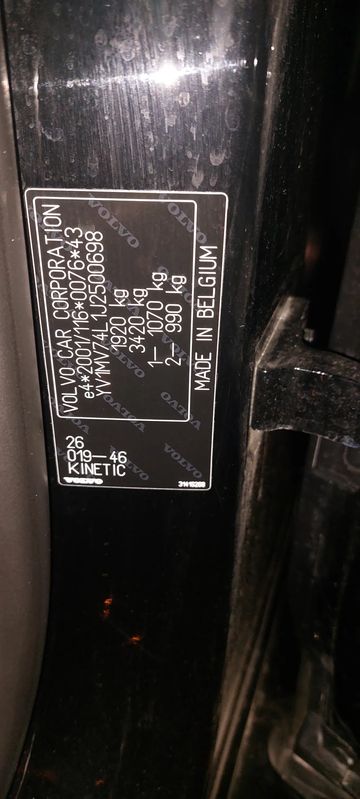 VOLVO CAR CORPORATION
e4*2001/116*0076*43
YV1MV74L1J2500698
1920 kg
3420 kg
1– 1070 kg
2– 990 kg
MADE IN BELGIUM
26
019–46
KINETIC
VOLVO